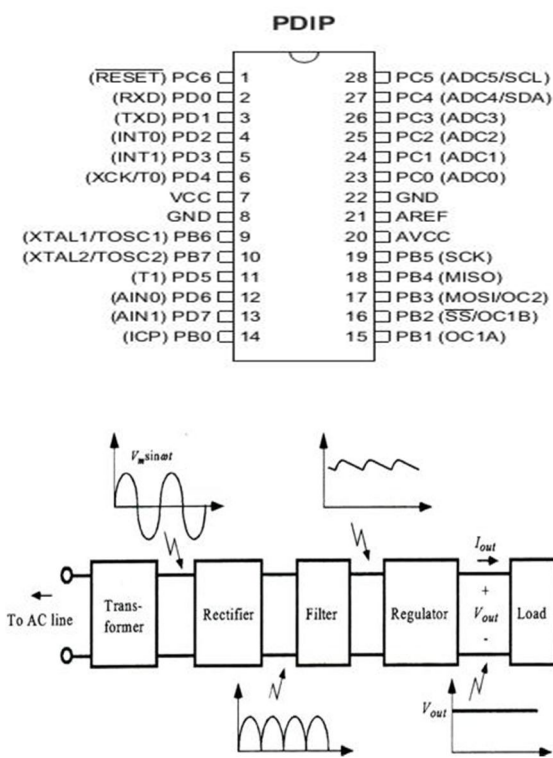 PDIP
(RESET) PC6 1 28 PC5 (ADC5/SCL)
(RXD) PD0 2 27 PC4 (ADC4/SDA)
(TXD) PD1 3 26 PC3 (ADC3)
(INT0) PD2 4 25 PC2 (ADC2)
(INT1) PD3 5 24 PC1 (ADC1)
(XCK/T0) PD4 6 23 PC0 (ADC0)
VCC 7 22 GND
GND 8 21 AREF
(XTAL1/TOSC1) PB6 9 20 AVCC
(XTAL2/TOSC2) PB7 10 19 PB5 (SCK)
(T1) PD5 11 18 PB4 (MISO)
(AIN0) PD6 12 17 PB3 (MOSI/OC2)
(AIN1) PD7 13 16 PB2 (SS/OC1B)
(ICP) PB0 14 15 PB1 (OC1A)
Vm sinωt
To AC line
Trans-
former
Rectifier
Filter
Regulator
Iout
+
Vout
-
Load
Vout